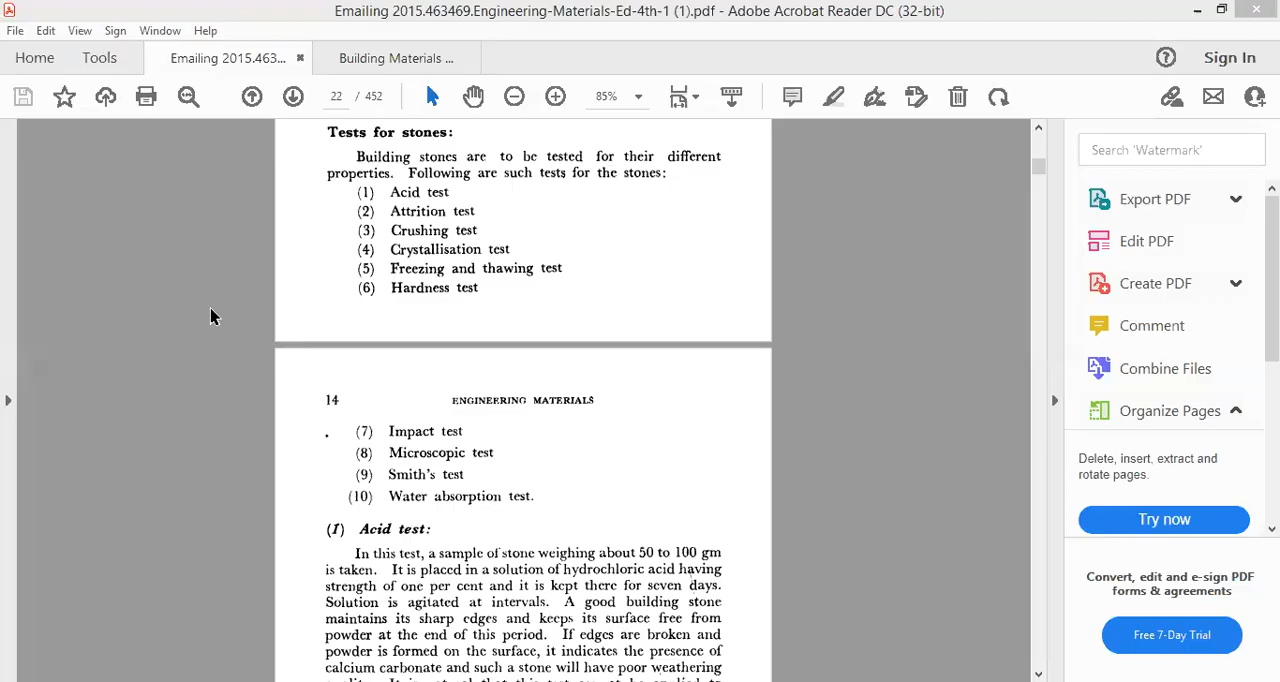 Emailing 2015.463469.Engineering-Materials-Ed-4th-1 (1).pdf - Adobe Acrobat Reader DC (32-bit)
File Edit View Sign Window Help
Home Tools Emailing 2015.463... × Building Materials ... ? Sign In
22 / 452 85%
Tests for stones:
Building stones are to be tested for their different
properties. Following are such tests for the stones:
(1) Acid test
(2) Attrition test
(3) Crushing test
(4) Crystallisation test
(5) Freezing and thawing test
(6) Hardness test
14 ENGINEERING MATERIALS
(7) Impact test
(8) Microscopic test
(9) Smith's test
(10) Water absorption test.
(I) Acid test:
In this test, a sample of stone weighing about 50 to 100 gm
is taken. It is placed in a solution of hydrochloric acid having
strength of one per cent and it is kept there for seven days.
Solution is agitated at intervals. A good building stone
maintains its sharp edges and keeps its surface free from
powder at the end of this period. If edges are broken and
powder is formed on the surface, it indicates the presence of
calcium carbonate and such a stone will have poor weathering
Search 'Watermark'
Export PDF
Edit PDF
Create PDF
Comment
Combine Files
Organize Pages
Delete, insert, extract and
rotate pages.
Try now
Convert, edit and e-sign PDF
forms & agreements
Free 7-Day Trial